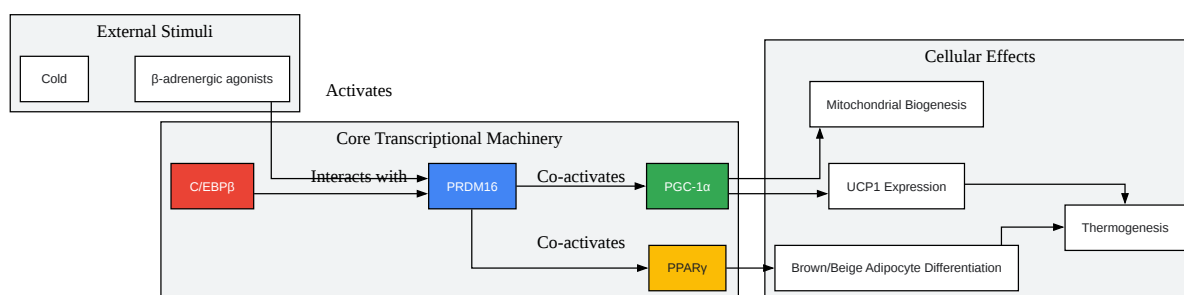 External Stimuli
Cold
β-adrenergic agonists
Activates
Core Transcriptional Machinery
C/EBPβ
Interacts with
PRDM16
Co-activates
PGC-1α
Co-activates
PPARγ
Cellular Effects
Mitochondrial Biogenesis
UCP1 Expression
Thermogenesis
Brown/Beige Adipocyte Differentiation